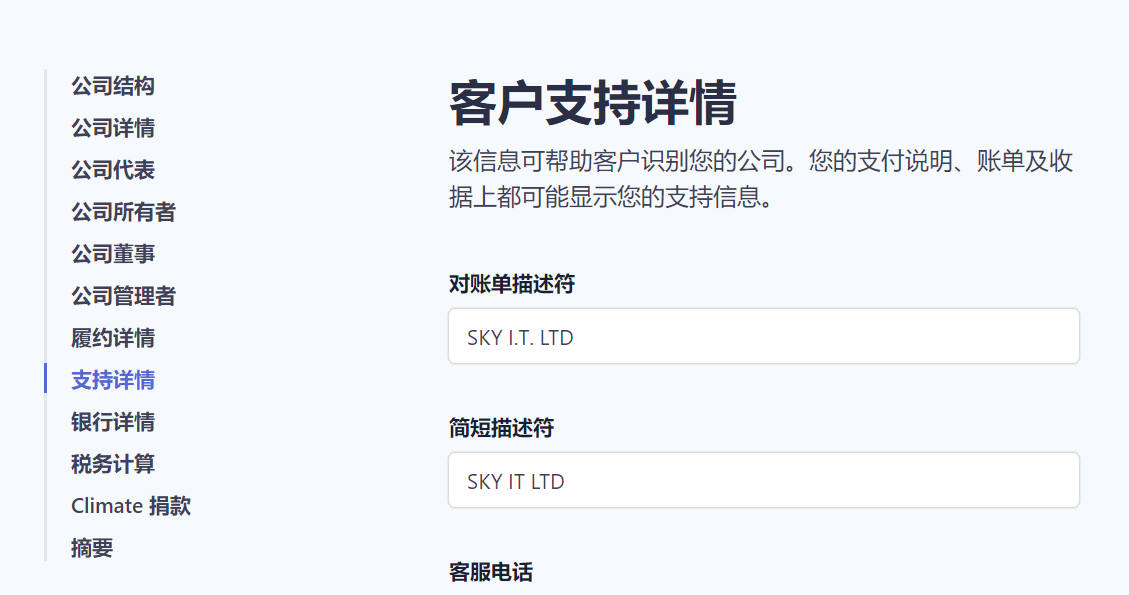 公司结构
公司详情
公司代表
公司所有者
公司董事
公司管理者
履约详情
支持详情
银行详情
税务计算
Climate 捐款
摘要
客户支持详情
该信息可帮助客户识别您的公司。您的支付说明、账单及收
据上都可能显示您的支持信息。
对账单描述符
SKY I.T. LTD
简短描述符
SKY IT LTD
客服电话